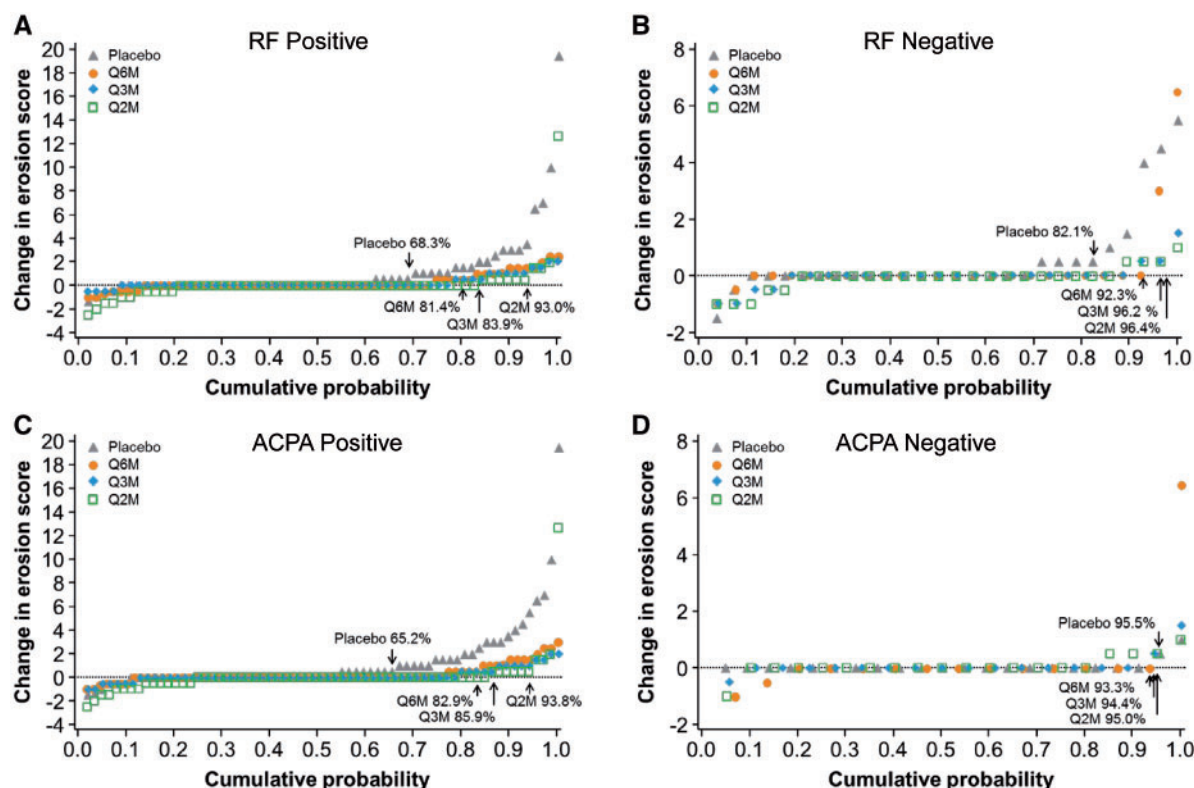 A
RF Positive
Placebo
Q6M
Q3M
Q2M
Change in erosion score
20
18
16
14
12
10
8
6
4
2
0
-2
-4
Placebo 68.3%
Q6M 81.4%
Q3M 83.9%
Q2M 93.0%
0.0 0.1 0.2 0.3 0.4 0.5 0.6 0.7 0.8 0.9 1.0
Cumulative probability
B
RF Negative
Placebo
Q6M
Q3M
Q2M
Change in erosion score
8
6
4
2
0
-2
Placebo 82.1%
Q6M 92.3%
Q3M 96.2 %
Q2M 96.4%
0.0 0.1 0.2 0.3 0.4 0.5 0.6 0.7 0.8 0.9 1.0
Cumulative probability
C
ACPA Positive
Placebo
Q6M
Q3M
Q2M
Change in erosion score
20
18
16
14
12
10
8
6
4
2
0
-2
-4
Placebo 65.2%
Q6M 82.9%
Q3M 85.9%
Q2M 93.8%
0.0 0.1 0.2 0.3 0.4 0.5 0.6 0.7 0.8 0.9 1.0
Cumulative probability
D
ACPA Negative
Placebo
Q6M
Q3M
Q2M
Change in erosion score
8
6
4
2
0
-2
Placebo 95.5%
Q6M 93.3%
Q3M 94.4%
Q2M 95.0%
0.0 0.1 0.2 0.3 0.4 0.5 0.6 0.7 0.8 0.9 1.0
Cumulative probability